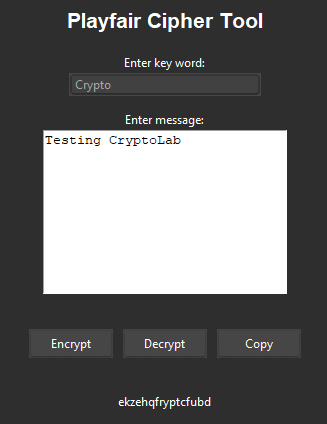 Playfair Cipher Tool
Enter key word:
Crypto
Enter message:
Testing CryptoLab
Encrypt Decrypt Copy
ekzehqfryptcfubd